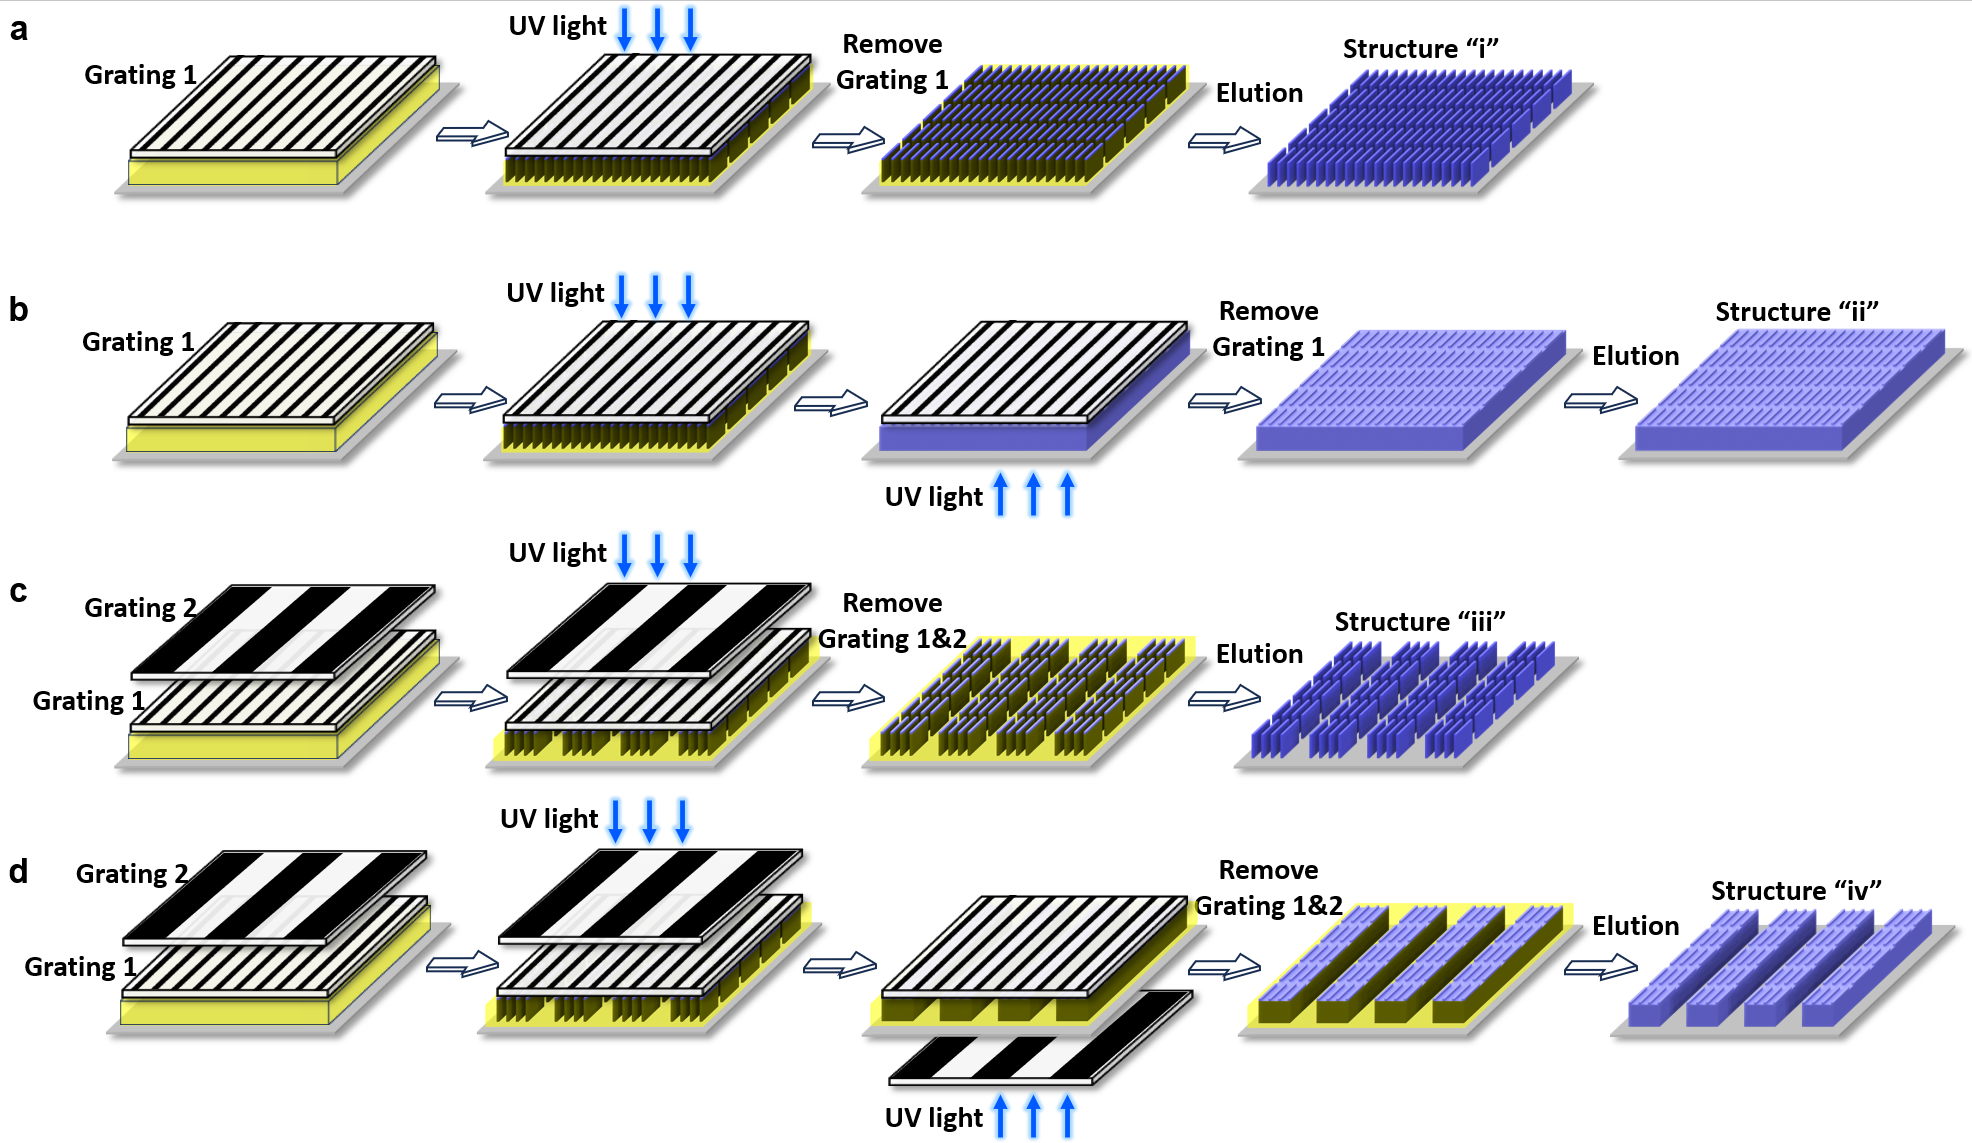 a
Grating 1
UV light
Remove
Grating 1
Elution
Structure “i”
b
Grating 1
UV light
UV light
Remove
Grating 1
Elution
Structure “ii”
c
Grating 2
Grating 1
UV light
Remove
Grating 1&2
Elution
Structure “iii”
d
Grating 2
Grating 1
UV light
UV light
Remove
Grating 1&2
Elution
Structure “iv”